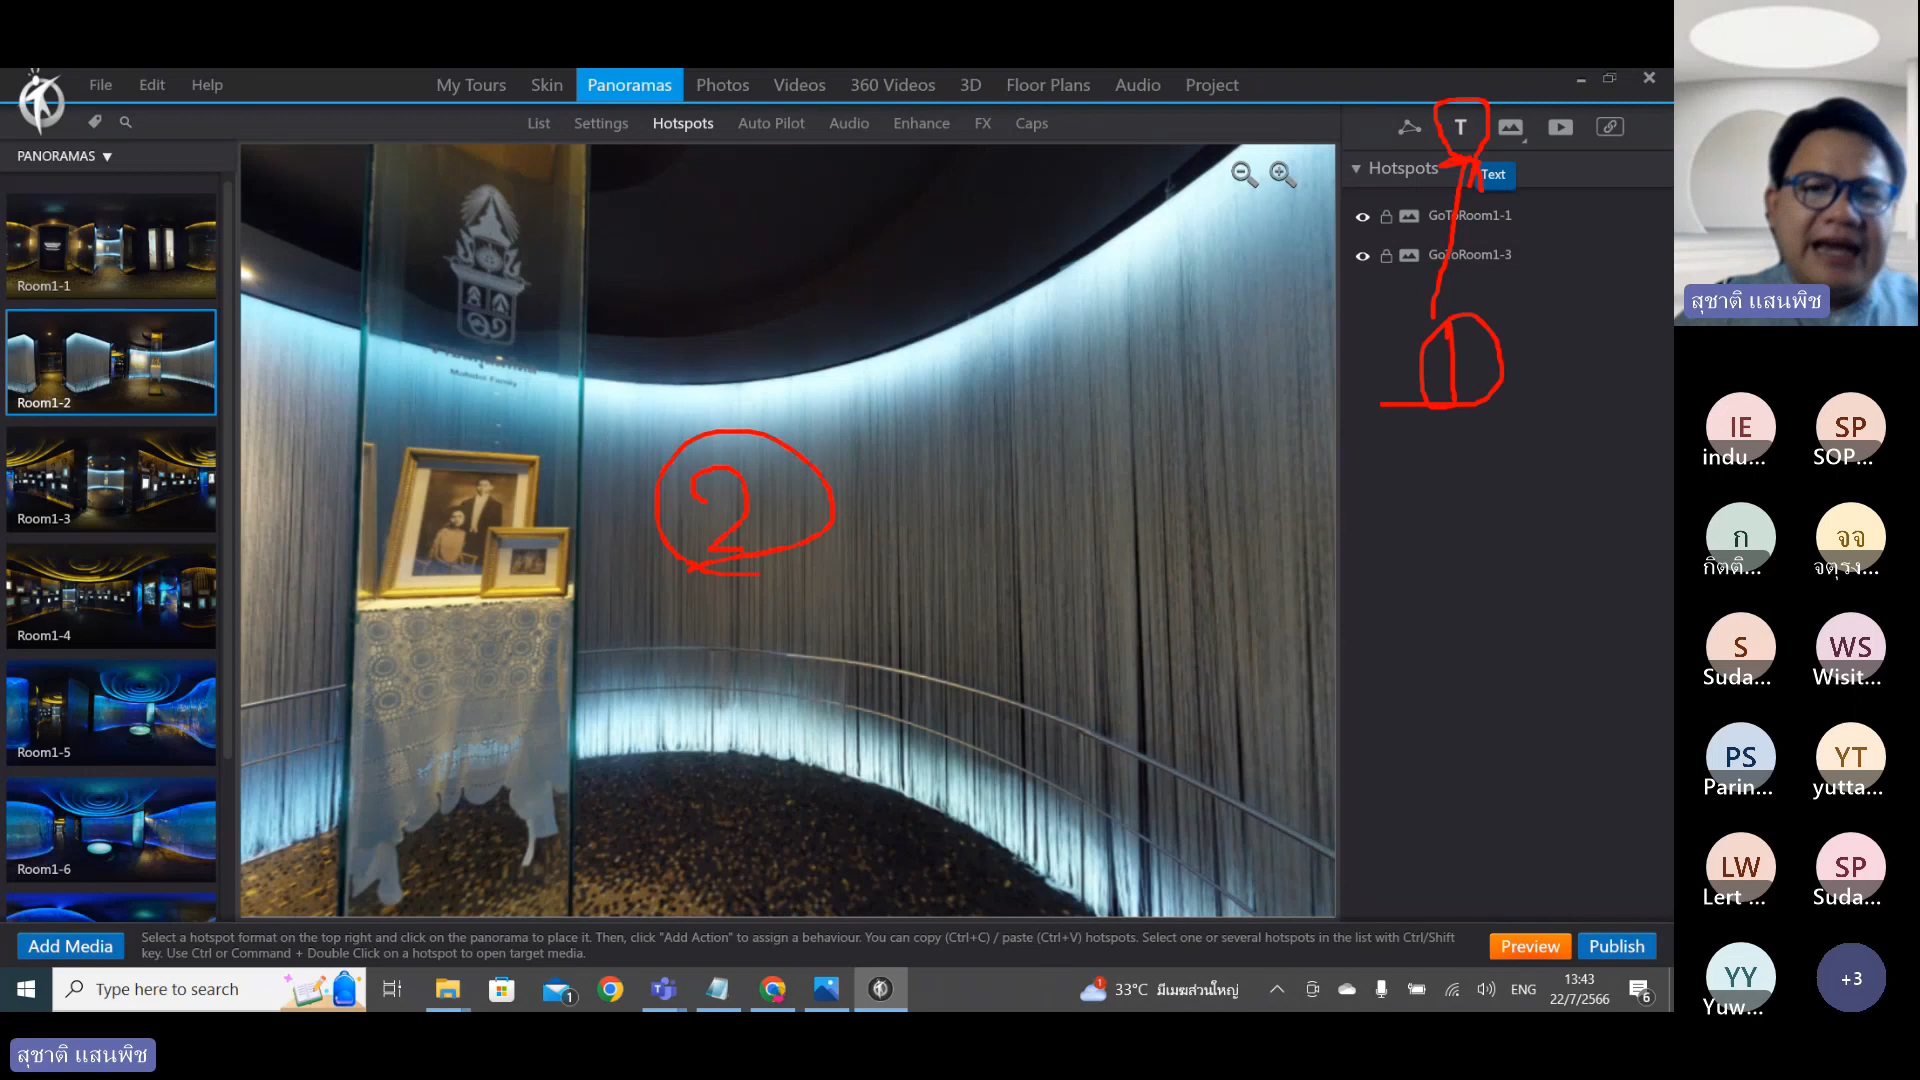 File Edit Help
My Tours Skin Panoramas Photos Videos 360 Videos 3D Floor Plans Audio Project
List Settings Hotspots Auto Pilot Audio Enhance FX Caps
T
PANORAMAS
Hotspots
Text
GoToRoom1-1
GoToRoom1-3
Room1-1
Room1-2
Room1-3
Room1-4
Room1-5
Room1-6
Mahidol Family
1
2
Add Media
Select a hotspot format on the top right and click on the panorama to place it. Then, click "Add Action" to assign a behaviour. You can copy (Ctrl+C) / paste (Ctrl+V) hotspots. Select one or several hotspots in the list with Ctrl/Shift
key. Use Ctrl or Command + Double Click on a hotspot to open target media.
Preview Publish
Type here to search
1
1
33°C มีเมฆส่วนใหญ่
ENG
13:43
22/7/2566
6
สุชาติ แสนพิช
IE
indu...
SP
SOP...
ก
กิตติ...
จจ
จตุรง...
S
Suda...
WS
Wisit...
PS
Parin...
YT
yutta...
LW
Lert ...
SP
Suda...
YY
Yuw...
+3
สุชาติ แสนพิช